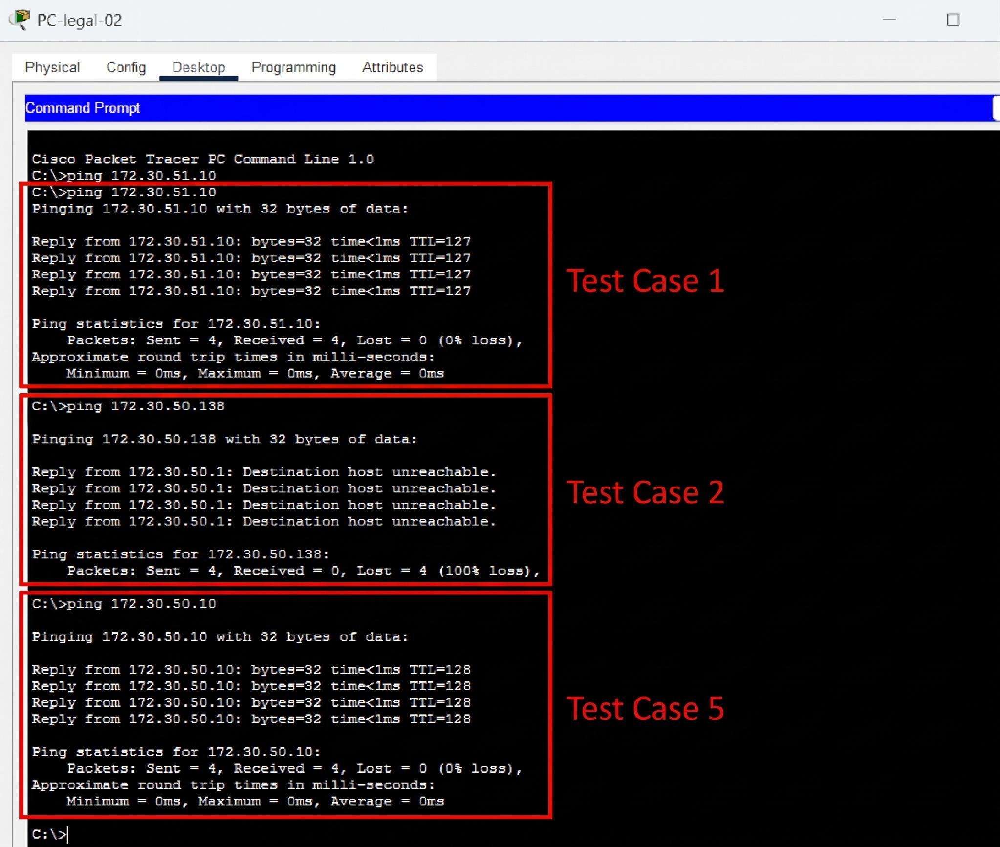 PC-legal-02
Physical Config Desktop Programming Attributes
Command Prompt
Cisco Packet Tracer PC Command Line 1.0
C:\>ping 172.30.51.10
C:\>ping 172.30.51.10
Pinging 172.30.51.10 with 32 bytes of data:
Reply from 172.30.51.10: bytes=32 time<1ms TTL=127
Reply from 172.30.51.10: bytes=32 time<1ms TTL=127
Reply from 172.30.51.10: bytes=32 time<1ms TTL=127
Reply from 172.30.51.10: bytes=32 time<1ms TTL=127
Ping statistics for 172.30.51.10:
Packets: Sent = 4, Received = 4, Lost = 0 (0% loss),
Approximate round trip times in milli-seconds:
Minimum = 0ms, Maximum = 0ms, Average = 0ms
Test Case 1
C:\>ping 172.30.50.138
Pinging 172.30.50.138 with 32 bytes of data:
Reply from 172.30.50.1: Destination host unreachable.
Reply from 172.30.50.1: Destination host unreachable.
Reply from 172.30.50.1: Destination host unreachable.
Reply from 172.30.50.1: Destination host unreachable.
Ping statistics for 172.30.50.138:
Packets: Sent = 4, Received = 0, Lost = 4 (100% loss),
Test Case 2
C:\>ping 172.30.50.10
Pinging 172.30.50.10 with 32 bytes of data:
Reply from 172.30.50.10: bytes=32 time<1ms TTL=128
Reply from 172.30.50.10: bytes=32 time<1ms TTL=128
Reply from 172.30.50.10: bytes=32 time<1ms TTL=128
Reply from 172.30.50.10: bytes=32 time<1ms TTL=128
Ping statistics for 172.30.50.10:
Packets: Sent = 4, Received = 4, Lost = 0 (0% loss),
Approximate round trip times in milli-seconds:
Minimum = 0ms, Maximum = 0ms, Average = 0ms
Test Case 5
C:\>